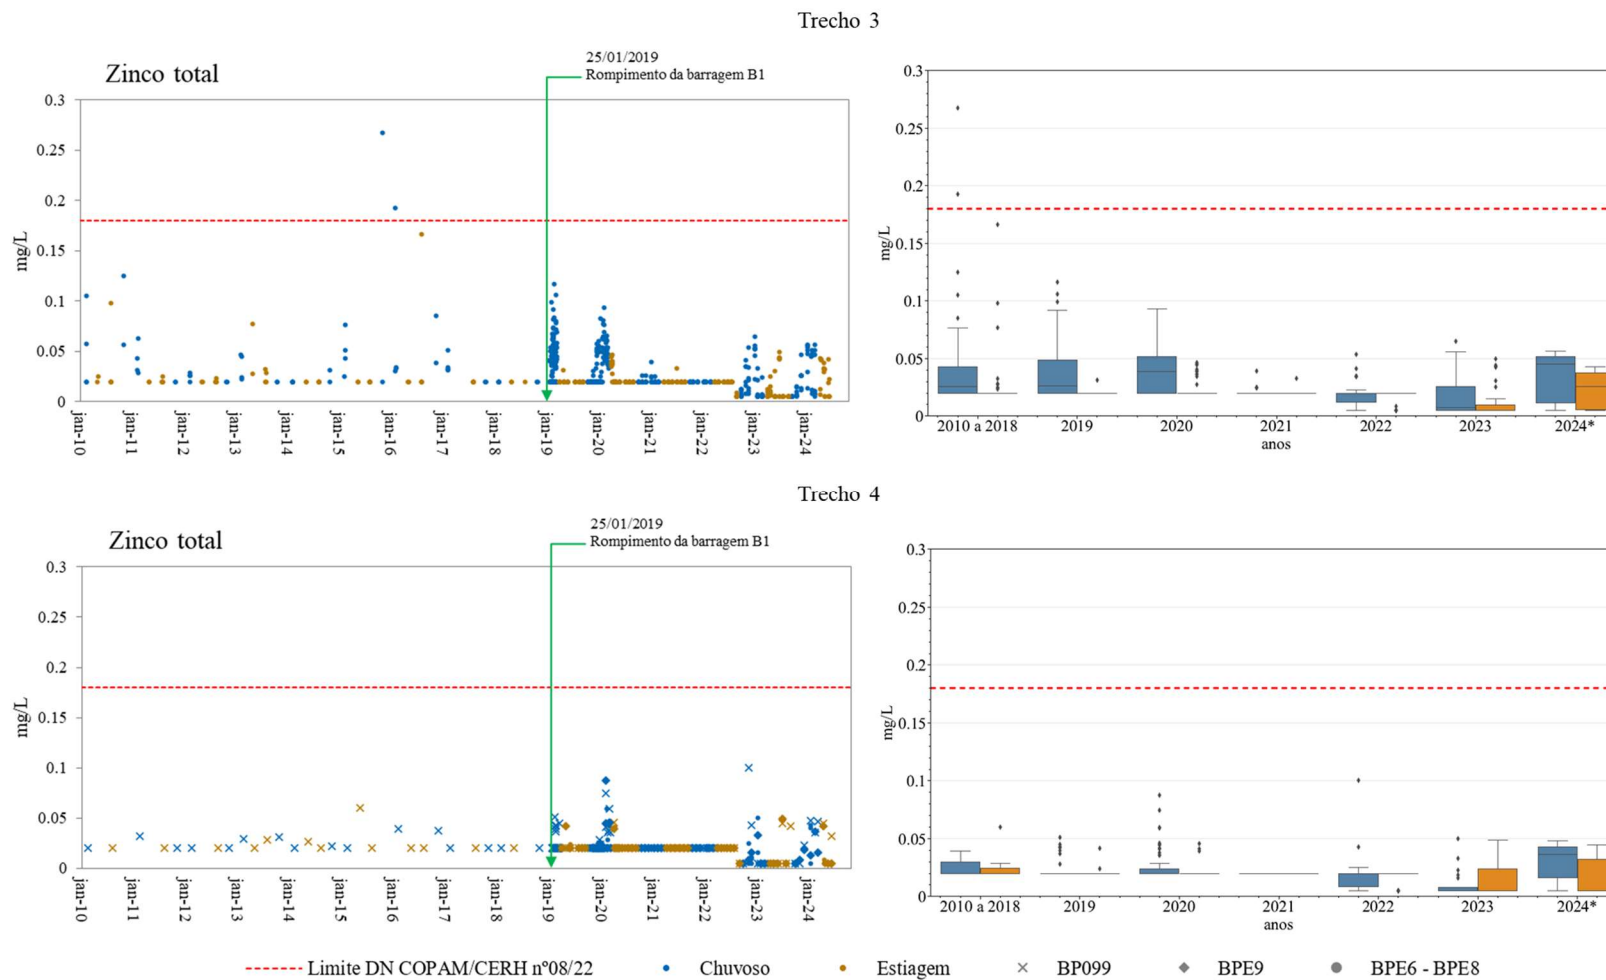 Trecho 3
Zinco total
25/01/2019
Rompimento da barragem B1
mg/L
0.3
0.25
0.2
0.15
0.1
0.05
0
jan-10
jan-11
jan-12
jan-13
jan-14
jan-15
jan-16
jan-17
jan-18
jan-19
jan-20
jan-21
jan-22
jan-23
jan-24
mg/L
0.3
0.25
0.2
0.15
0.1
0.05
0
2010 a 2018
2019
2020
2021
2022
2023
2024*
anos
Trecho 4
Zinco total
25/01/2019
Rompimento da barragem B1
mg/L
0.3
0.25
0.2
0.15
0.1
0.05
0
jan-10
jan-11
jan-12
jan-13
jan-14
jan-15
jan-16
jan-17
jan-18
jan-19
jan-20
jan-21
jan-22
jan-23
jan-24
mg/L
0.3
0.25
0.2
0.15
0.1
0.05
0
2010 a 2018
2019
2020
2021
2022
2023
2024*
anos
Limite DN COPAM/CERH nº08/22 Chuvoso Estiagem BP099 BPE9 BPE6 - BPE8